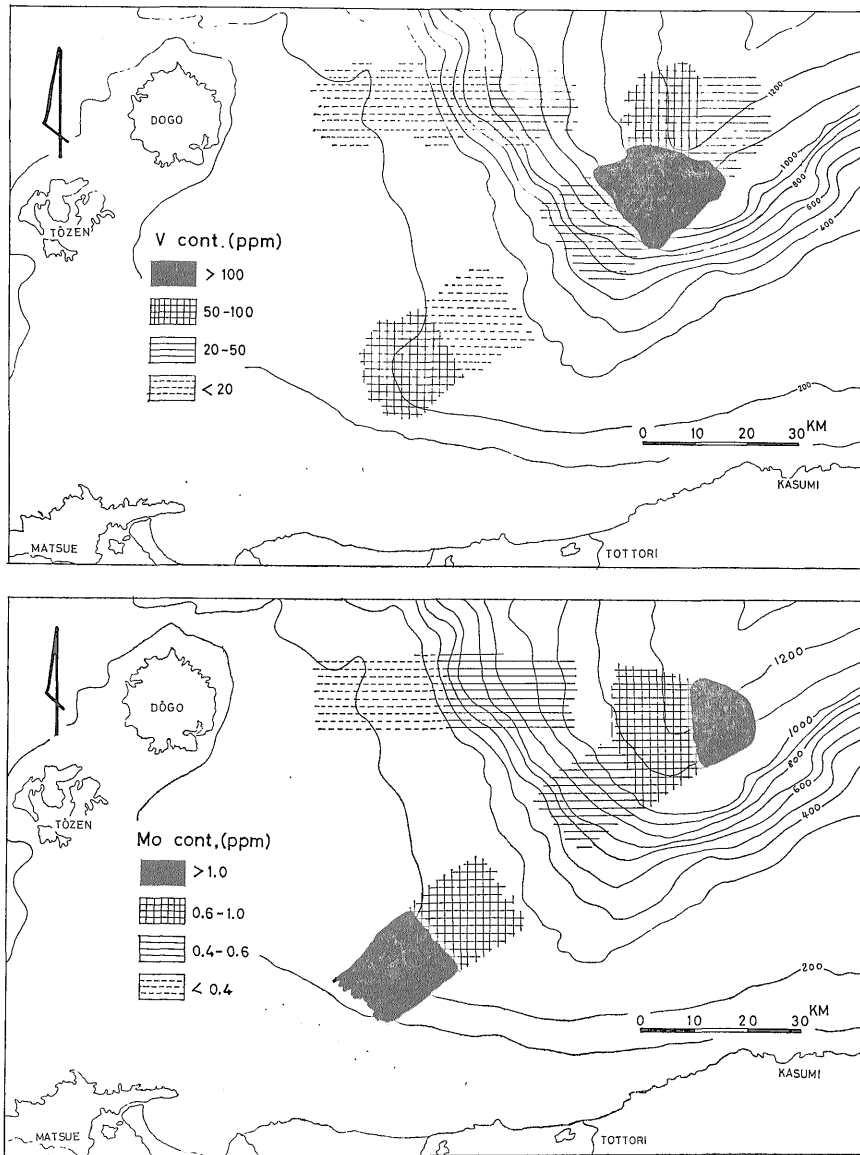 DOGO
TÔZEN
V cont.(ppm)
> 100
50-100
20-50
< 20
1200
1000
800
600
400
200
0 10 20 30 KM
KASUMI
MATSUE
TOTTORI
DÔGO
TÔZEN
Mo cont,(ppm)
>1.0
0.6-1.0
0.4-0.6
< 0.4
1200
1000
800
600
400
200
0 10 20 30 KM
KASUMI
MATSUE
TOTTORI